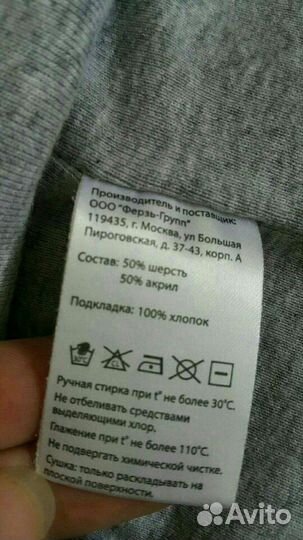 Производитель и поставщик:
ООО "Ферзь-Групп"
119435, г. Москва, ул Большая
Пироговская, д. 37-43, корп. А
Состав: 50% шерсть
50% акрил
Подкладка: 100% хлопок
30°C
CL
Ручная стирка при t° не более 30°C.
Не отбеливать средствами
выделяющими хлор.
Глажение при t° не более 110°C.
Не подвергать химической чистке.
Сушка: только раскладывать на
плоской поверхности.
Avito